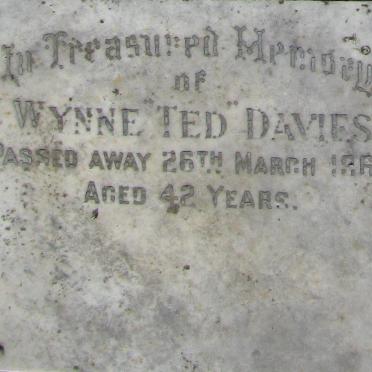 In Treasured Memory
of
WYNNE "TED" DAVIES
PASSED AWAY 26TH MARCH
AGED 42 YEARS.